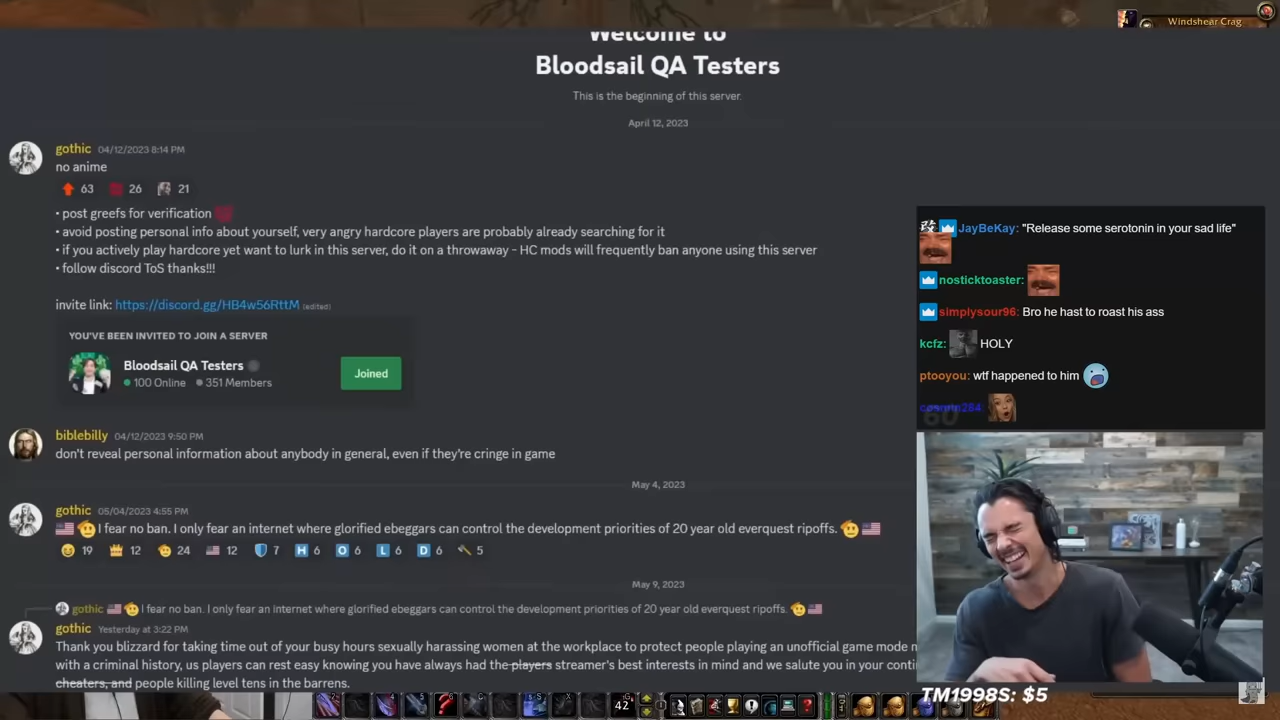 Windshear Crag
Welcome to
Bloodsail QA Testers
This is the beginning of this server.
April 12, 2023
gothic 04/12/2023 8:14 PM
no anime
63 26 21
• post greefs for verification
• avoid posting personal info about yourself, very angry hardcore players are probably already searching for it
• if you actively play hardcore yet want to lurk in this server, do it on a throwaway - HC mods will frequently ban anyone using this server
• follow discord ToS thanks!!!
invite link: https://discord.gg/HB4w56RttM (edited)
YOU'VE BEEN INVITED TO JOIN A SERVER
Bloodsail QA Testers
100 Online 351 Members
Joined
biblebilly 04/12/2023 9:50 PM
don't reveal personal information about anybody in general, even if they're cringe in game
May 4, 2023
gothic 05/04/2023 4:55 PM
I fear no ban. I only fear an internet where glorified ebeggars can control the development priorities of 20 year old everquest ripoffs.
19 12 24 12 7 H 6 O 6 L 6 D 6 5
May 9, 2023
gothic I fear no ban. I only fear an internet where glorified ebeggars can control the development priorities of 20 year old everquest ripoffs.
gothic Yesterday at 3:22 PM
Thank you blizzard for taking time out of your busy hours sexually harassing women at the workplace to protect people playing an unofficial game mode
with a criminal history, us players can rest easy knowing you have always had the players streamer's best interests in mind and we salute you in your
cheaters, and people killing level tens in the barrens.
JayBeKay: "Release some serotonin in your sad life"
nosticktoaster:
simplysour96: Bro he hast to roast his ass
kcfz: HOLY
ptooyou: wtf happened to him
cosmin284:
60
TM1998S: $5
42